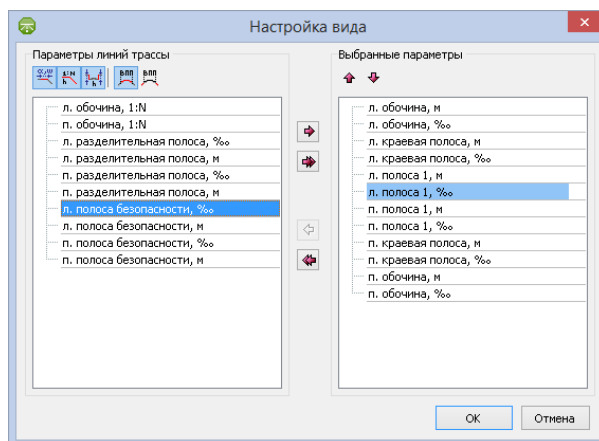 Настройка вида
Параметры линий трассы
Выбранные параметры
л. обочина, 1:N
п. обочина, 1:N
л. разделительная полоса, ‰
л. разделительная полоса, м
п. разделительная полоса, ‰
п. разделительная полоса, м
л. полоса безопасности, ‰
л. полоса безопасности, м
п. полоса безопасности, ‰
п. полоса безопасности, м
л. обочина, м
л. обочина, ‰
л. краевая полоса, м
л. краевая полоса, ‰
л. полоса 1, м
л. полоса 1, ‰
п. полоса 1, м
п. полоса 1, ‰
п. краевая полоса, м
п. краевая полоса, ‰
п. обочина, м
п. обочина, ‰
ОК
Отмена